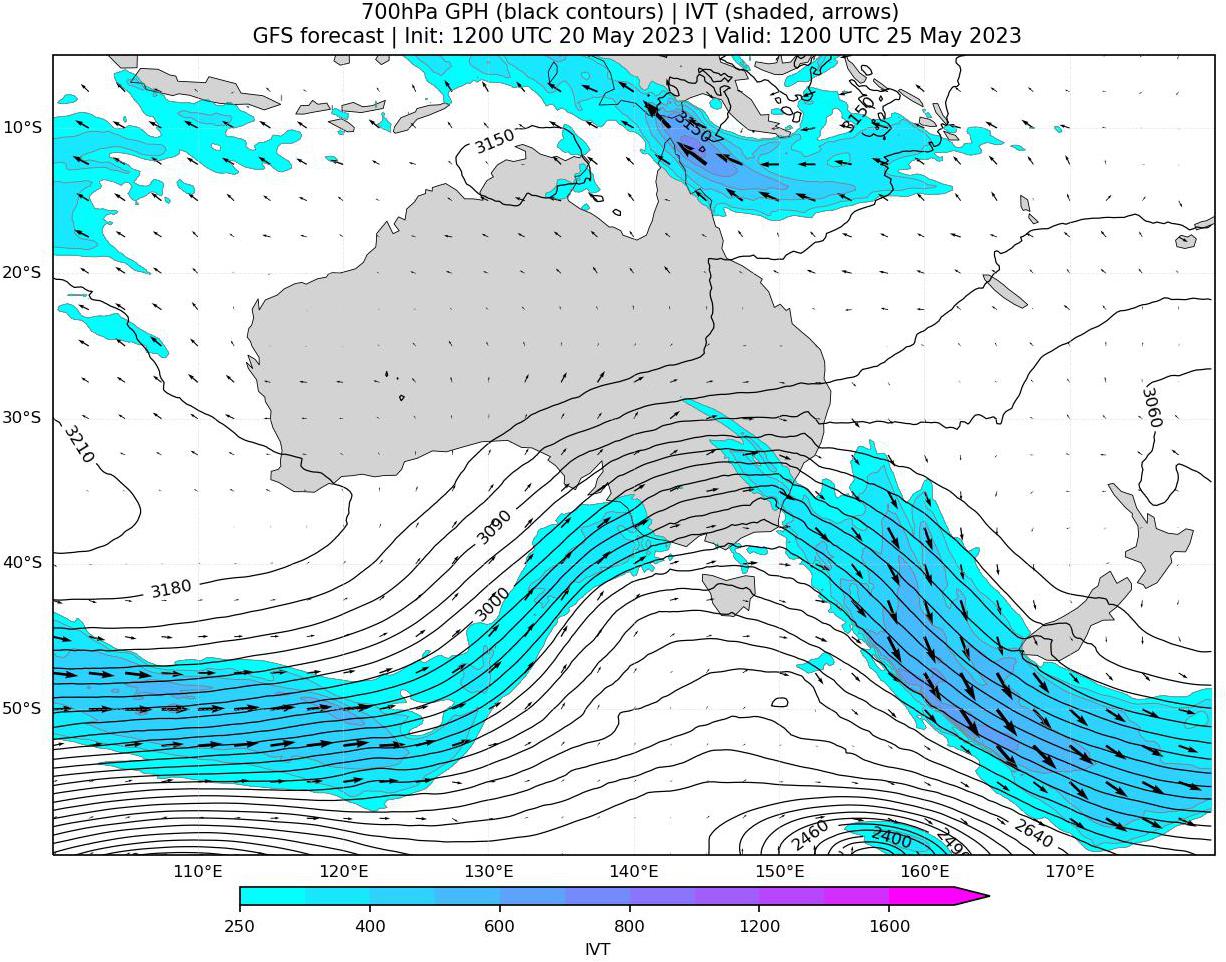 700hPa GPH (black contours) | IVT (shaded, arrows)
GFS forecast | Init: 1200 UTC 20 May 2023 | Valid: 1200 UTC 25 May 2023
3150
3150
3150
3210
3060
3090
3180
3000
2460
2400
2490
2640
10°S
20°S
30°S
40°S
50°S
110°E 120°E 130°E 140°E 150°E 160°E 170°E
250 400 600 800 1200 1600
IVT